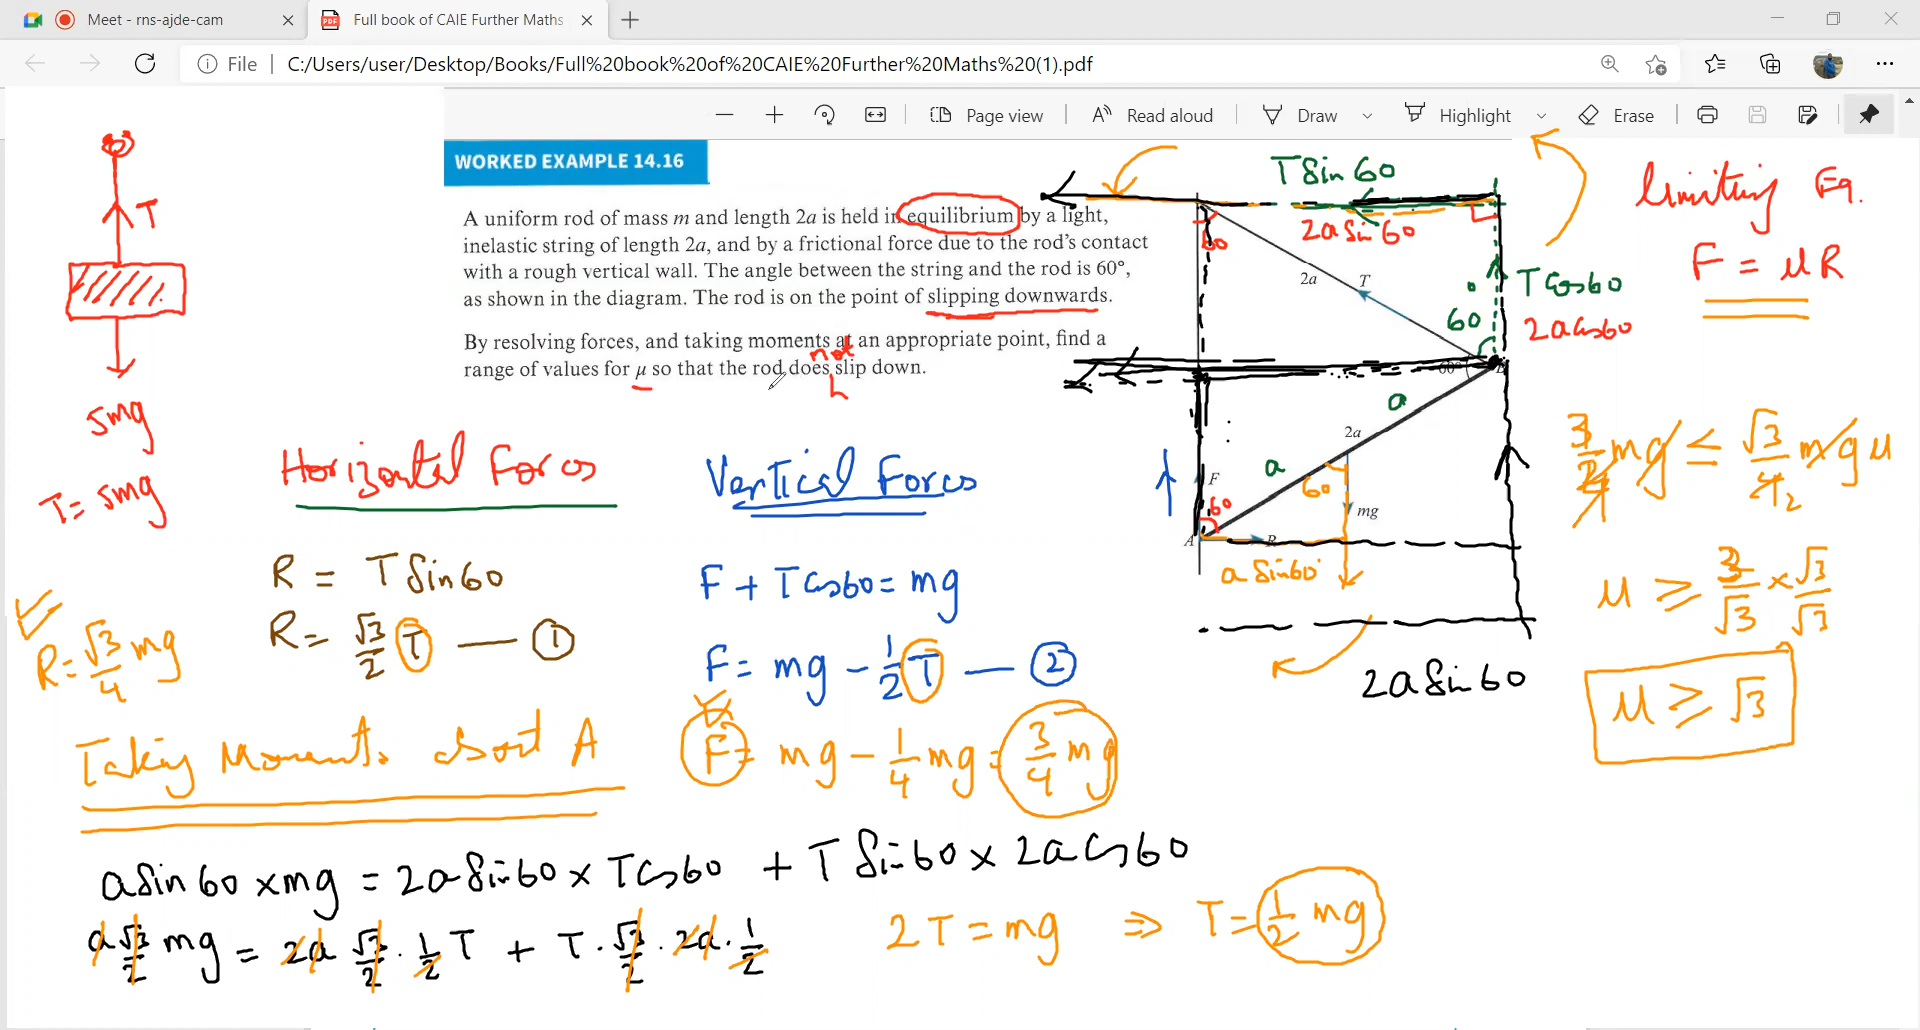 Meet - rns-ajde-cam
Full book of CAIE Further Maths
File
C:/Users/user/Desktop/Books/Full%20book%20of%20CAIE%20Further%20Maths%20(1).pdf
Page view
Read aloud
Draw
Highlight
Erase
WORKED EXAMPLE 14.16
A uniform rod of mass m and length 2a is held in equilibrium by a light,
inelastic string of length 2a, and by a frictional force due to the rod's contact
with a rough vertical wall. The angle between the string and the rod is 60°,
as shown in the diagram. The rod is on the point of slipping downwards.
By resolving forces, and taking moments at an appropriate point, find a
not
range of values for μ so that the rod does slip down.
T
5mg
T = 5mg
T Sin 60
2a sin 60
60
2a
T
T Cos 60
60
2a Cos 60
60°
a
2a
a
F
60
60
mg
A
R
a Sin 60
2a Sin 60
limiting Eq.
F = μR
3/2 mg ≤ √3/4 2 mg μ
μ ≥ 3/√3 × √3/√3
μ ≥ √3
Horizontal Forces
R = T Sin 60
R = √3/2 T — ①
R = √3/4 mg
Vertical Forces
F + T Cos 60 = mg
F = mg - 1/2 T — ②
F = mg - 1/4 mg = 3/4 mg
Taking Moments about A
a Sin 60 × mg = 2a Sin 60 × T Cos 60 + T Sin 60 × 2a Cos 60
a √3/2 mg = 2a √3/2 · 1/2 T + T · √3/2 · 2a · 1/2
2T = mg ⇒ T = 1/2 mg